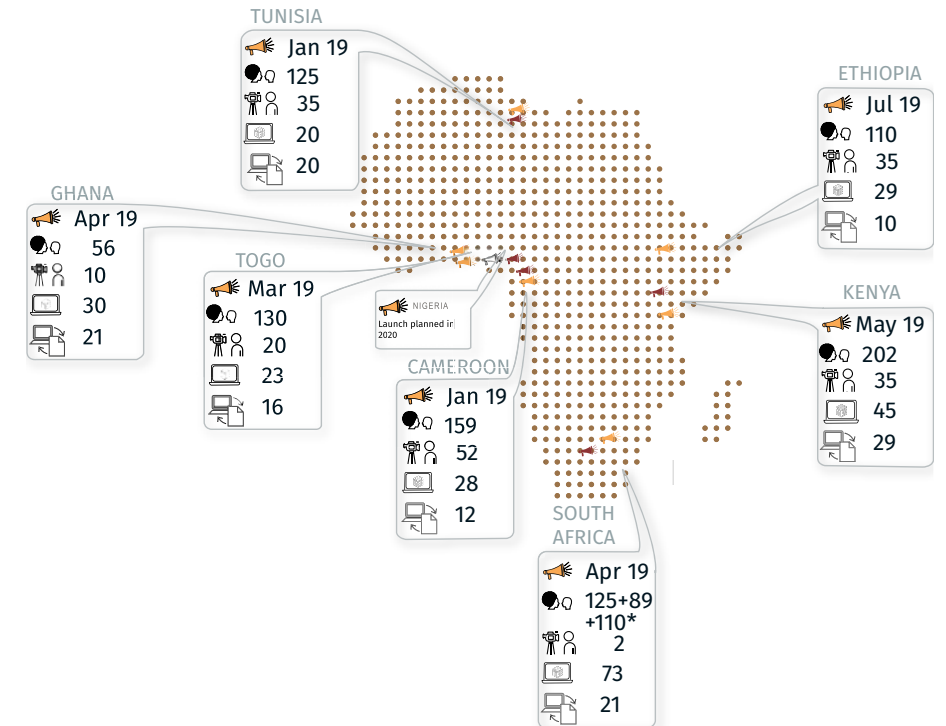 TUNISIA
Jan 19
125
35
20
20
ETHIOPIA
Jul 19
110
35
29
10
GHANA
Apr 19
56
10
30
21
TOGO
Mar 19
130
20
23
16
NIGERIA
Launch planned in
2020
KENYA
May 19
202
35
45
29
CAMEROON
Jan 19
159
52
28
12
SOUTH
AFRICA
Apr 19
125+89
+110*
2
73
21